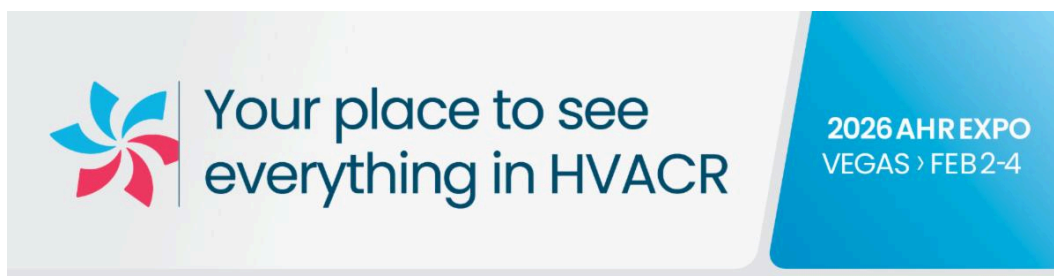 Your place to see
everything in HVACR
2026 AHR EXPO
VEGAS › FEB 2-4